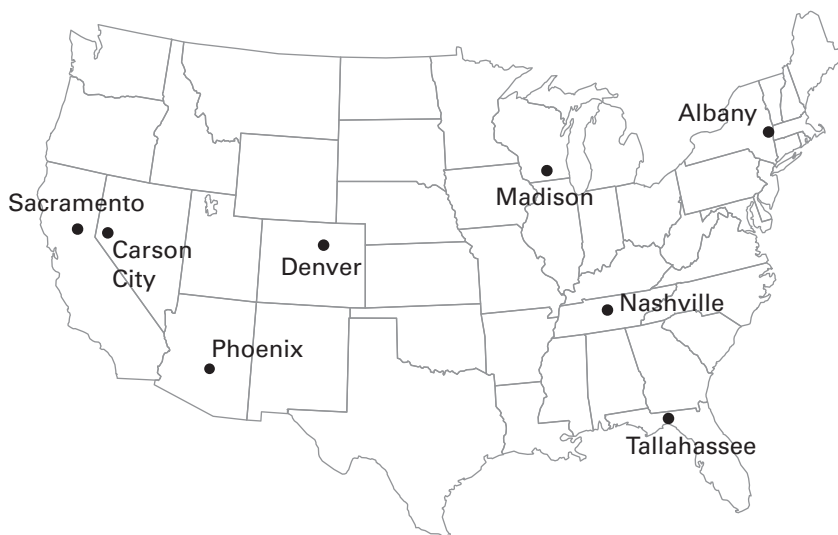 Albany
Madison
Sacramento
Carson
City
Denver
Nashville
Phoenix
Tallahassee